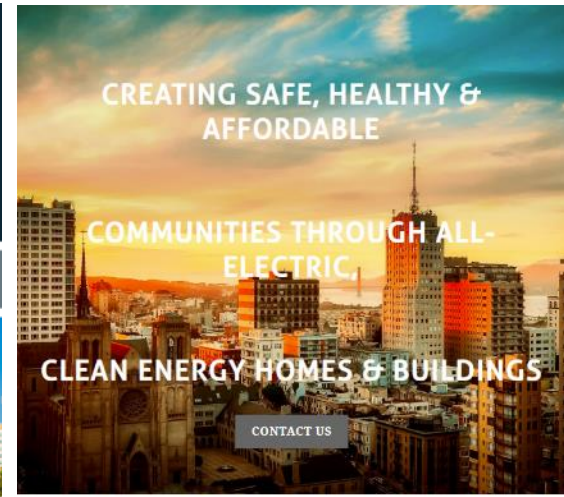 CREATING SAFE, HEALTHY &
AFFORDABLE
COMMUNITIES THROUGH ALL-
ELECTRIC,
CLEAN ENERGY HOMES & BUILDINGS
CONTACT US